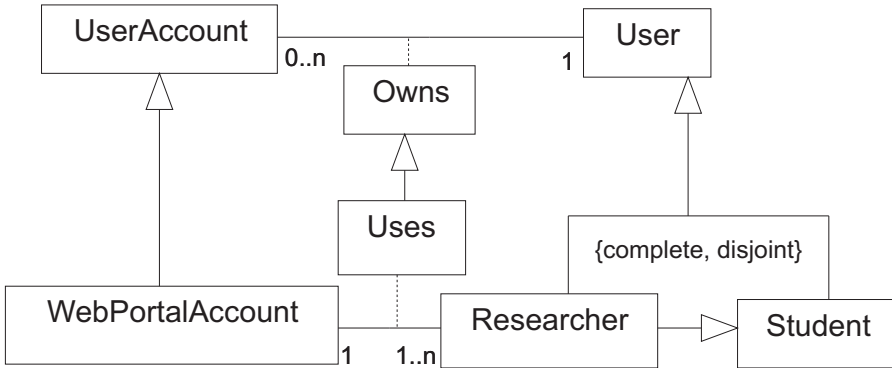 UserAccount
User
0..n
1
Owns
Uses
{complete, disjoint}
WebPortalAccount
Researcher
Student
1
1..n